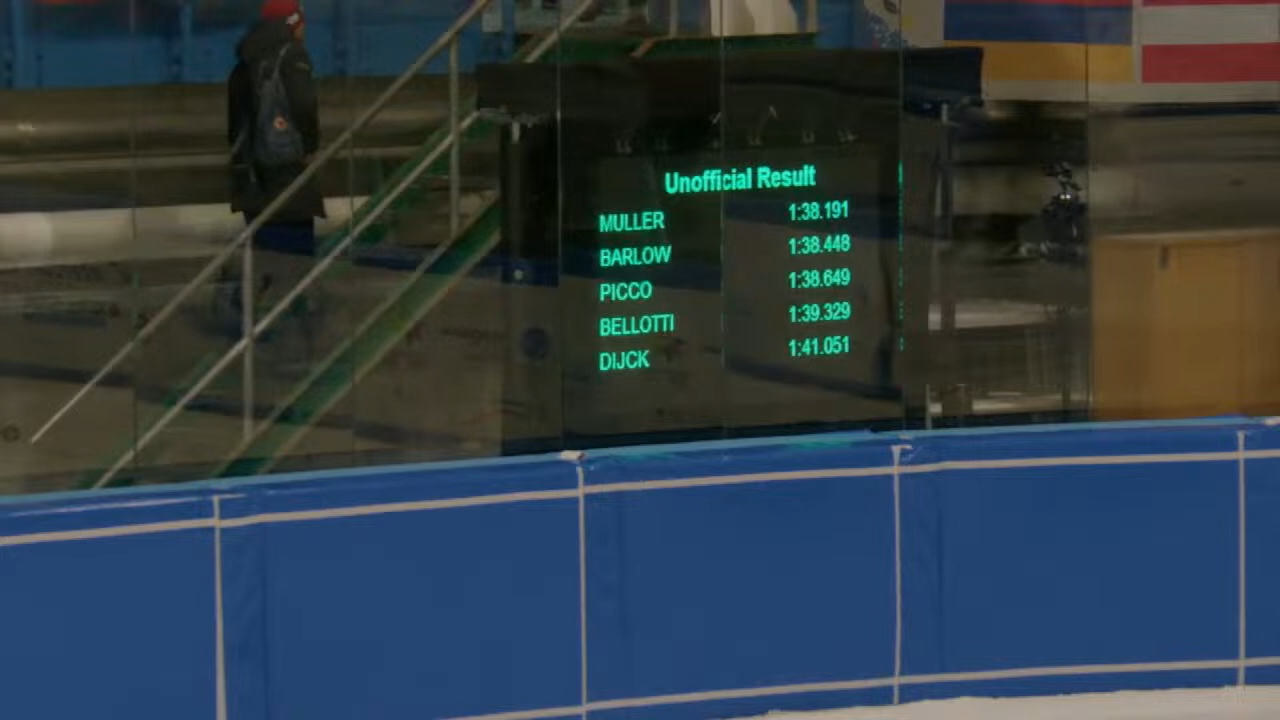 Unofficial Result
MULLER 1:38.191
BARLOW 1:38.448
PICCO 1:38.649
BELLOTTI 1:39.329
DIJCK 1:41.051